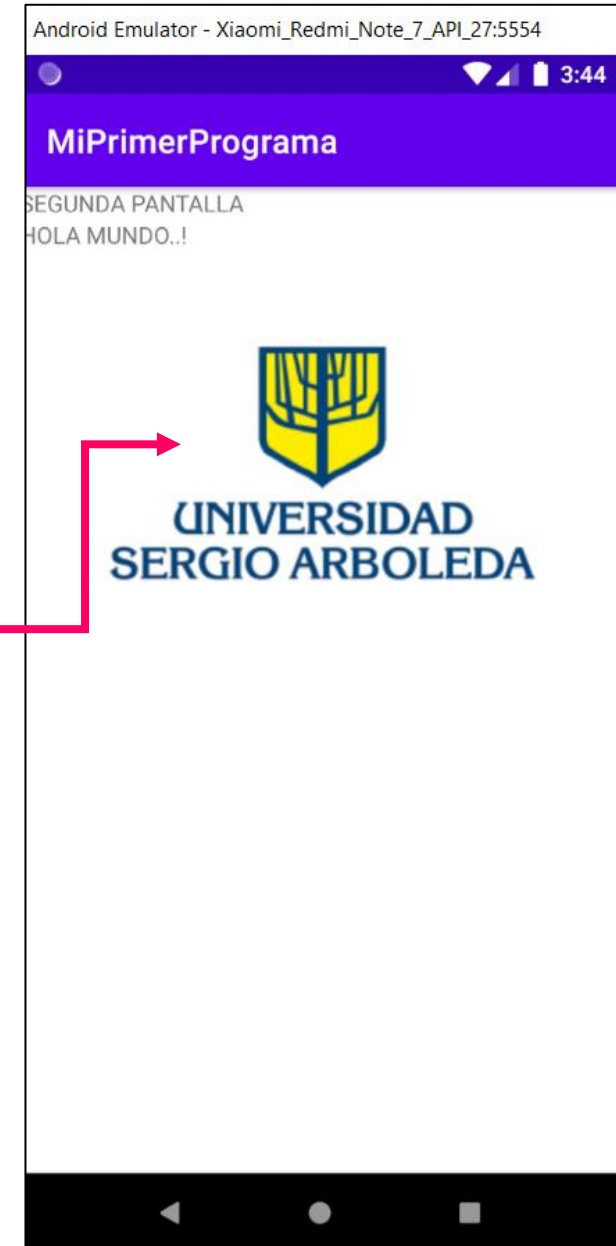 Android Emulator - Xiaomi_Redmi_Note_7_API_27:5554
3:44
MiPrimerPrograma
SEGUNDA PANTALLA
HOLA MUNDO..!
UNIVERSIDAD
SERGIO ARBOLEDA